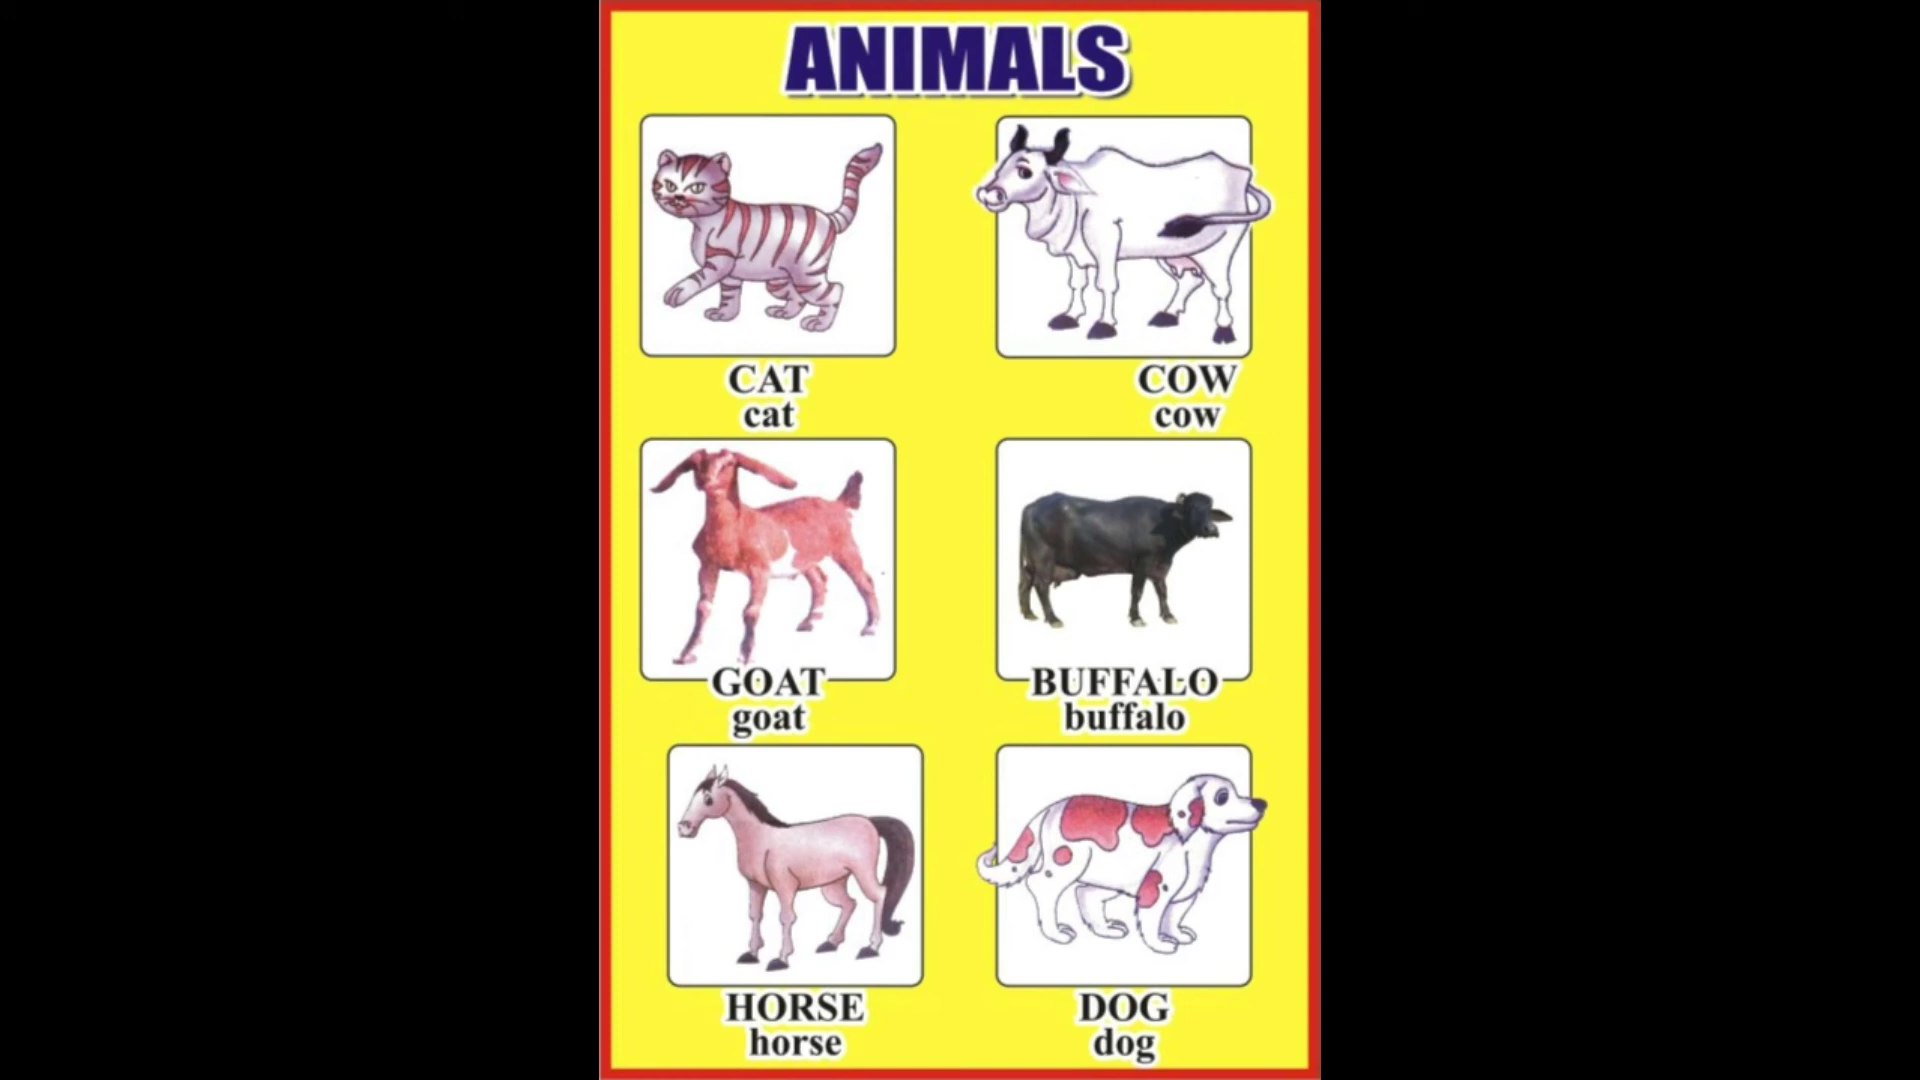 ANIMALS
CAT
cat
COW
cow
GOAT
goat
BUFFALO
buffalo
HORSE
horse
DOG
dog